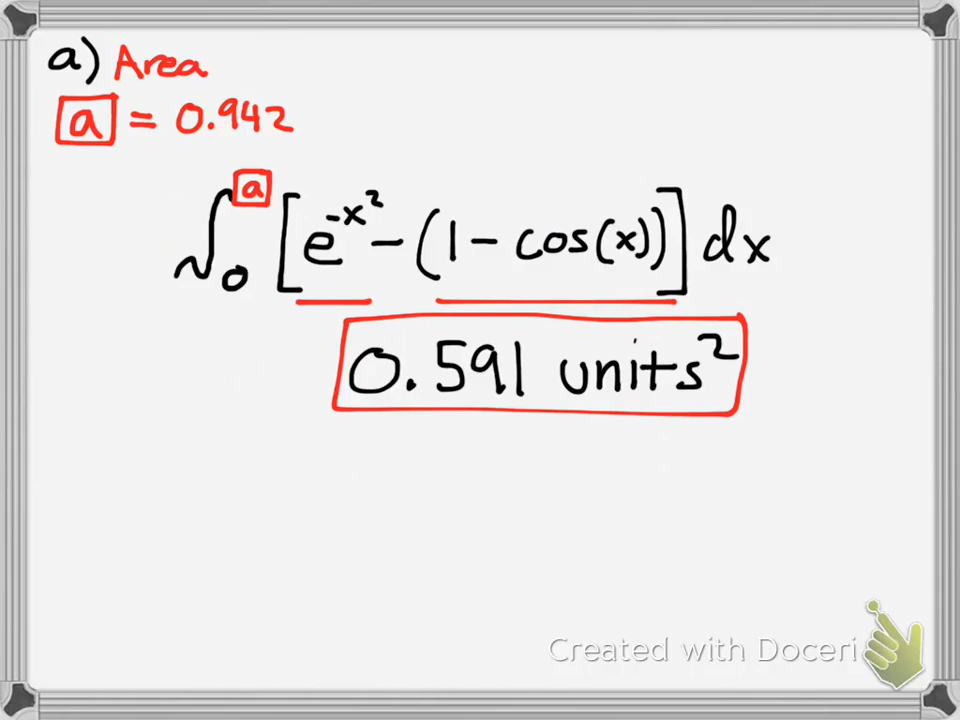 a) Area
a = 0.942
∫₀ᵃ [e^{-x²} - (1 - cos(x))] dx
0.591 units²
Created with Doceri